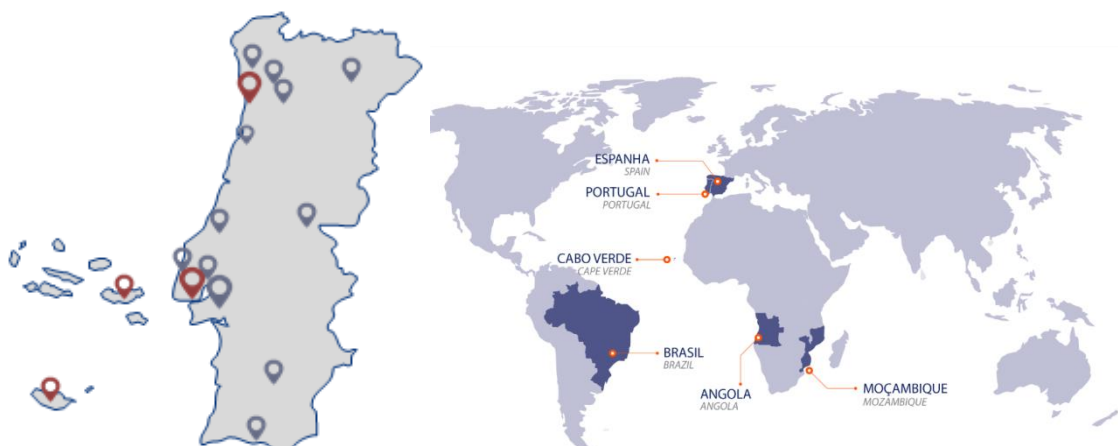 ESPANHA
SPAIN
PORTUGAL
PORTUGAL
CABO VERDE
CAPE VERDE
BRASIL
BRAZIL
ANGOLA
ANGOLA
MOÇAMBIQUE
MOZAMBIQUE